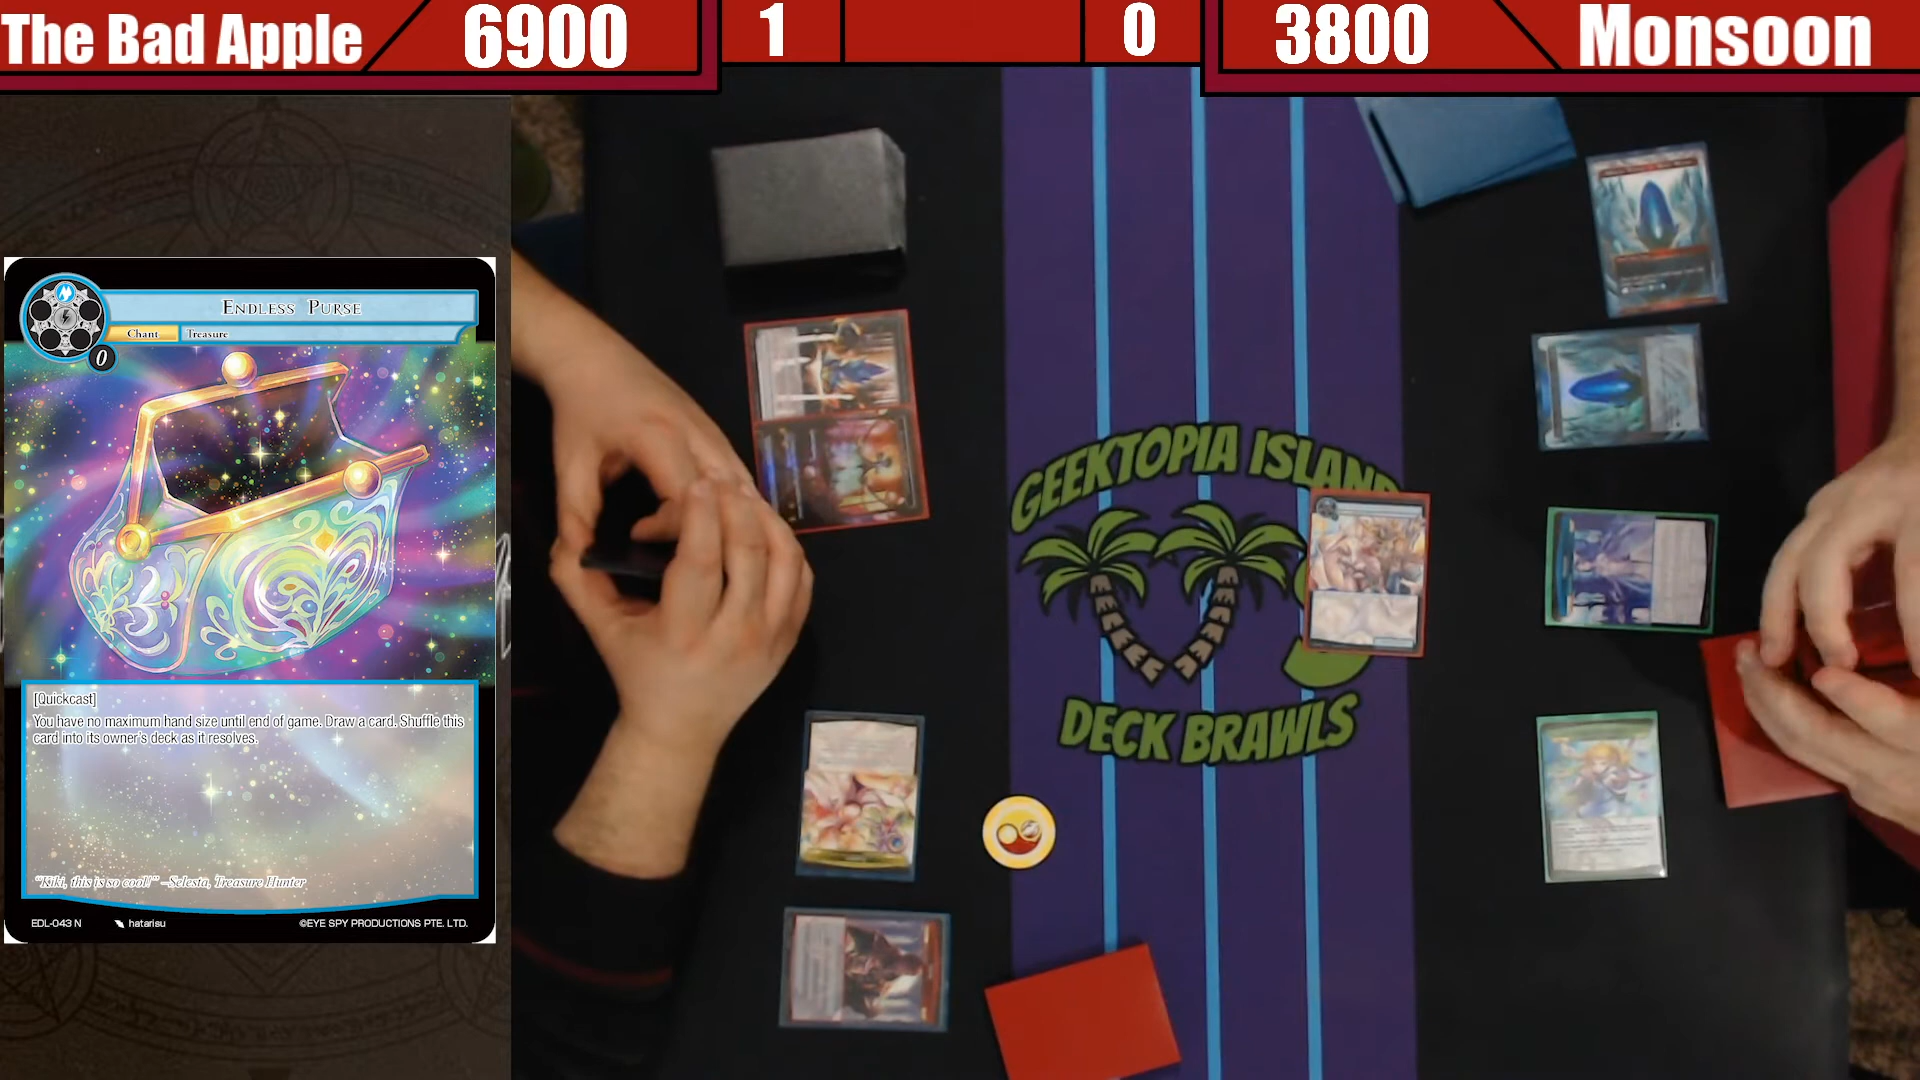 The Bad Apple
6900
1
0
3800
Monsoon
ENDLESS PURSE
Chant
Treasure
0
[Quickcast]
You have no maximum hand size until end of game. Draw a card. Shuffle this
card into its owner's deck as it resolves.
"Kiki, this is so cool!" –Selesta, Treasure Hunter
EDL-043 N
hatarisu
©EYE SPY PRODUCTIONS PTE. LTD.
GEEKTOPIA ISLAND
DECK BRAWLS